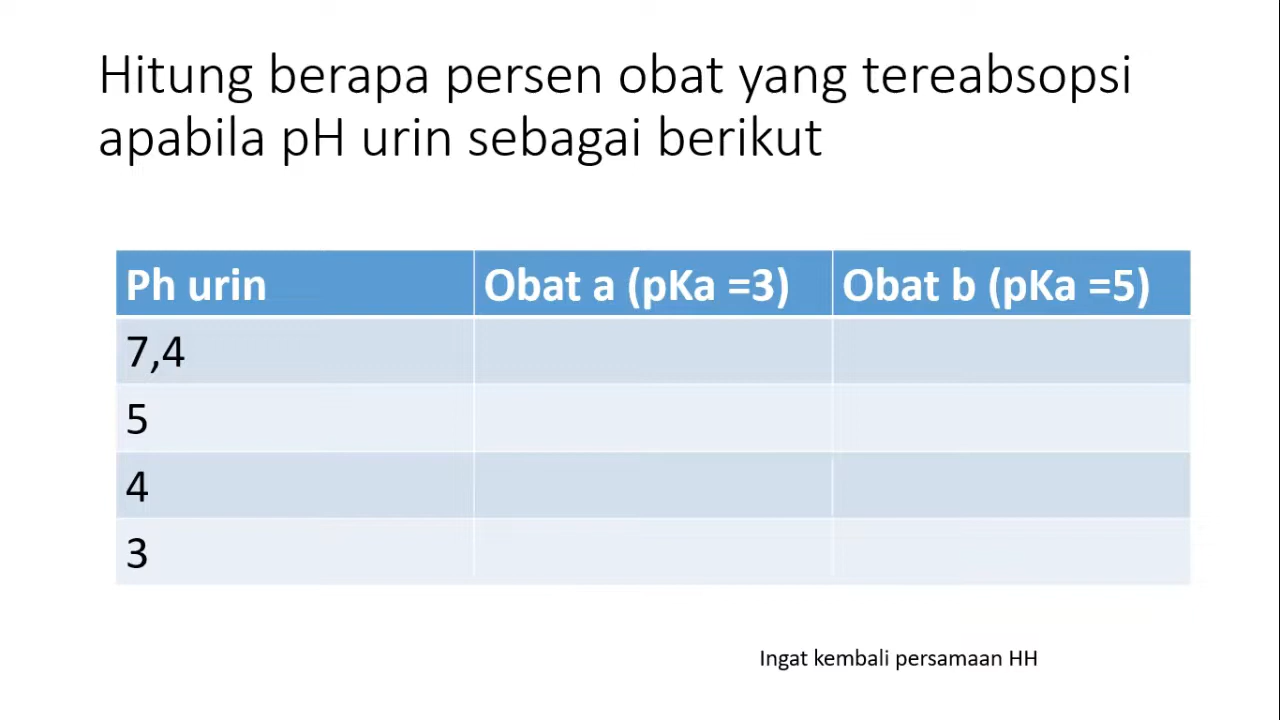 Hitung berapa persen obat yang tereabsopsi
apabila pH urin sebagai berikut
Ph urin Obat a (pKa =3) Obat b (pKa =5)
7,4
5
4
3
Ingat kembali persamaan HH